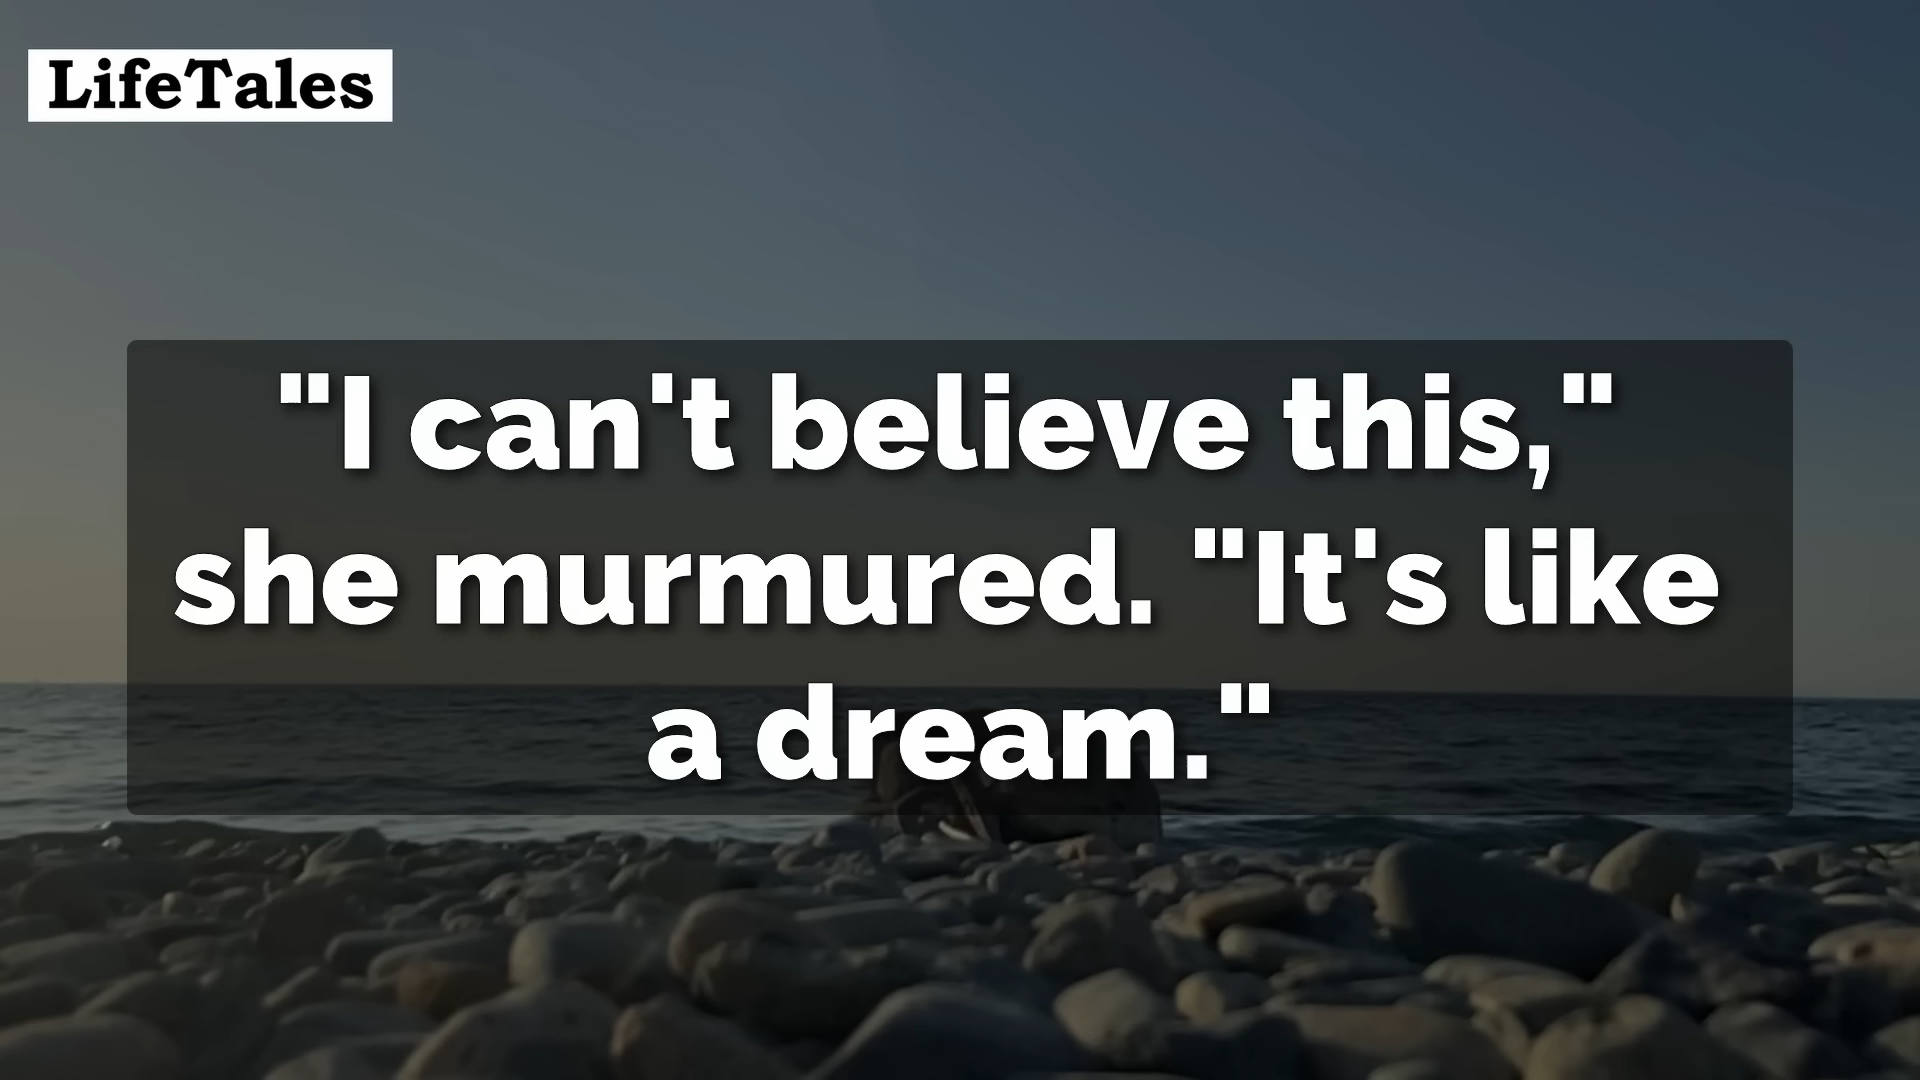 LifeTales
"I can't believe this,"
she murmured. "It's like
a dream."